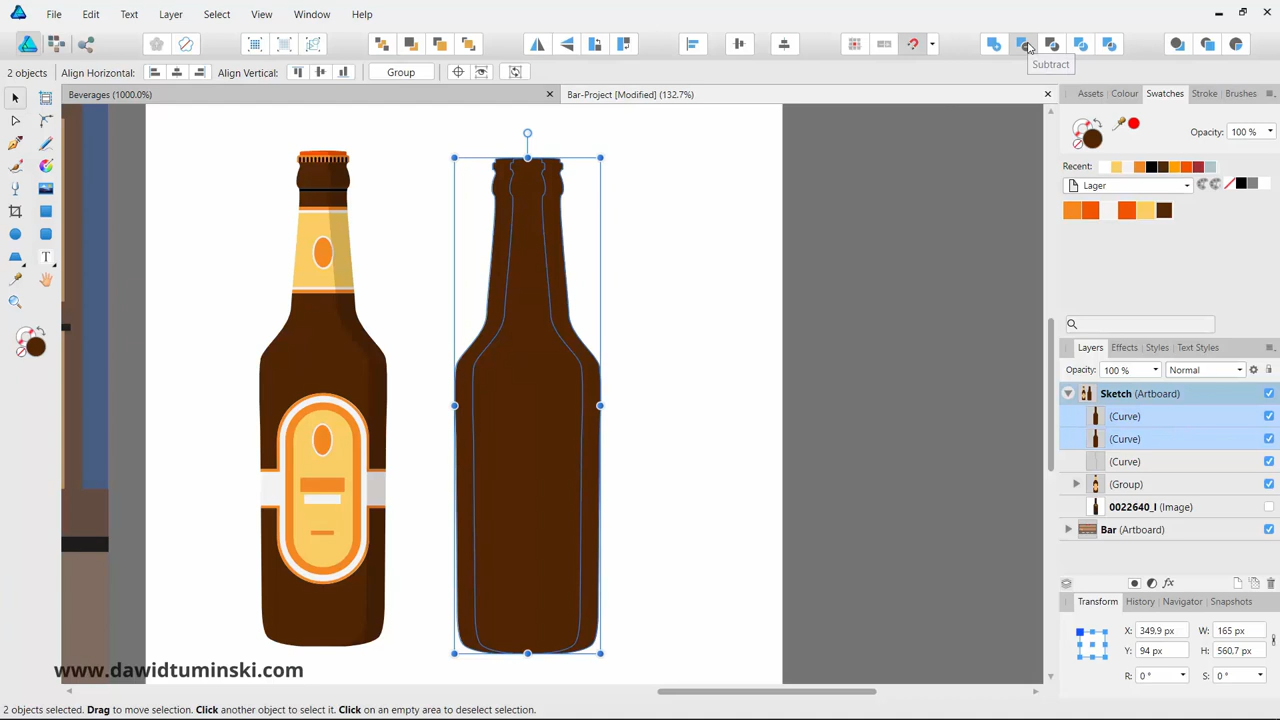 File Edit Text Layer Select View Window Help
Subtract
2 objects Align Horizontal: Align Vertical: Group
Beverages (1000.0%) Bar-Project [Modified] (132.7%)
Assets Colour Swatches Stroke Brushes
Opacity: 100 %
Recent:
Lager
Layers Effects Styles Text Styles
Opacity: 100 % Normal
Sketch (Artboard)
(Curve)
(Curve)
(Curve)
(Group)
0022640_l (Image)
Bar (Artboard)
Transform History Navigator Snapshots
X: 349,9 px W: 165 px
Y: 94 px H: 560,7 px
R: 0 ° S: 0 °
T
fx
www.dawidtuminski.com
2 objects selected. Drag to move selection. Click another object to select it. Click on an empty area to deselect selection.